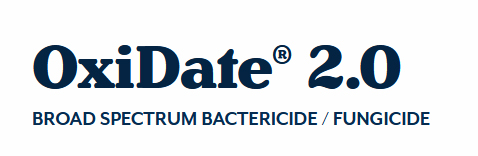 OxiDate® 2.0
BROAD SPECTRUM BACTERICIDE / FUNGICIDE